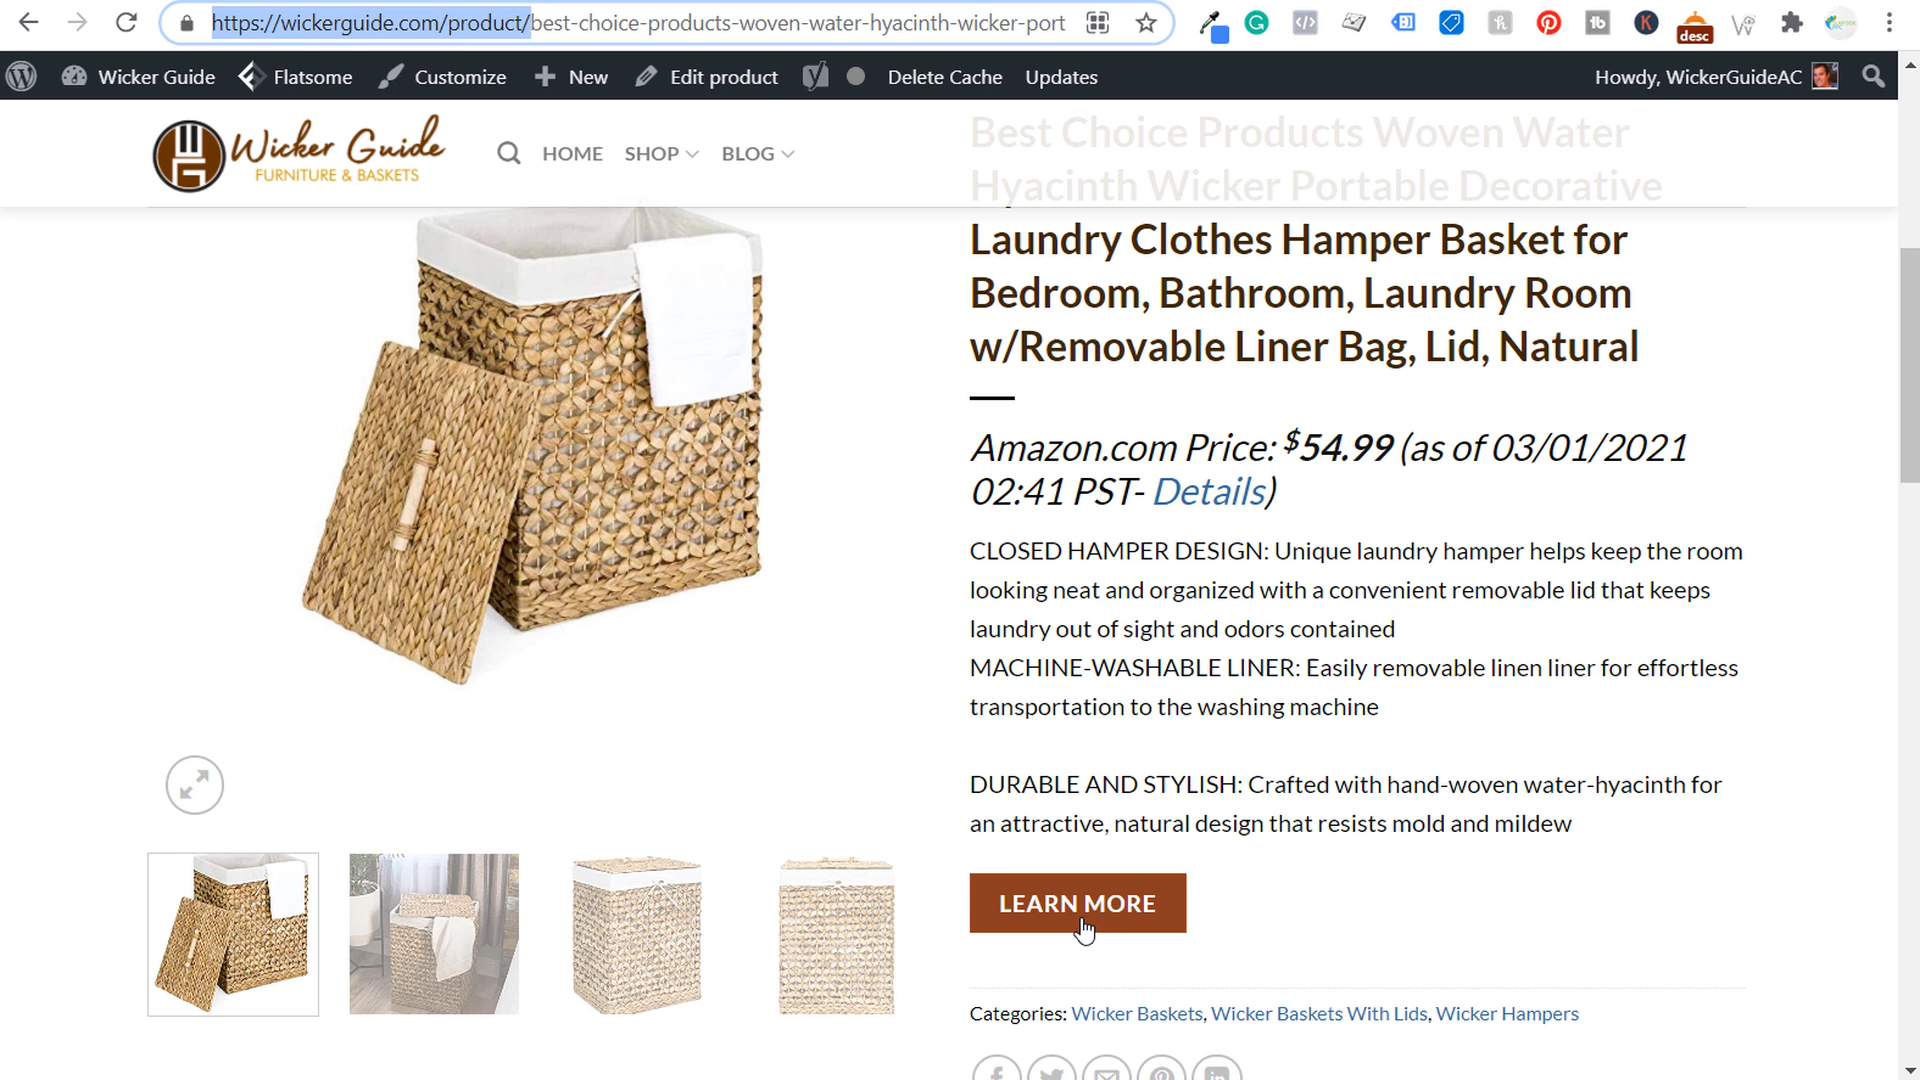 https://wickerguide.com/product/best-choice-products-woven-water-hyacinth-wicker-port
desc
Wicker Guide
Flatsome
Customize
New
Edit product
Delete Cache
Updates
Howdy, WickerGuideAC
Wicker Guide
FURNITURE & BASKETS
HOME
SHOP
BLOG
Best Choice Products Woven Water
Hyacinth Wicker Portable Decorative
Laundry Clothes Hamper Basket for
Bedroom, Bathroom, Laundry Room
w/Removable Liner Bag, Lid, Natural
Amazon.com Price: $54.99 (as of 03/01/2021
02:41 PST- Details)
CLOSED HAMPER DESIGN: Unique laundry hamper helps keep the room
looking neat and organized with a convenient removable lid that keeps
laundry out of sight and odors contained
MACHINE-WASHABLE LINER: Easily removable linen liner for effortless
transportation to the washing machine
DURABLE AND STYLISH: Crafted with hand-woven water-hyacinth for
an attractive, natural design that resists mold and mildew
LEARN MORE
Categories: Wicker Baskets, Wicker Baskets With Lids, Wicker Hampers